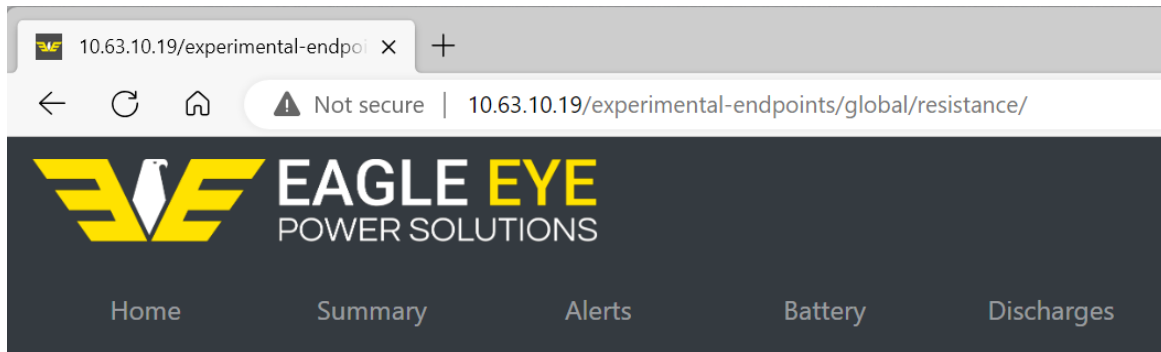 10.63.10.19/experimental-endpoi
Not secure | 10.63.10.19/experimental-endpoints/global/resistance/
EAGLE EYE
POWER SOLUTIONS
Home Summary Alerts Battery Discharges